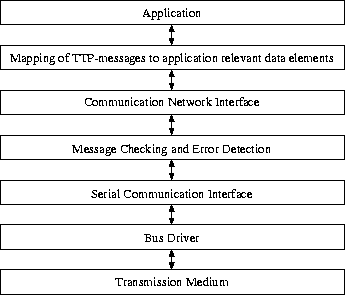 Application
Mapping of TTP-messages to application relevant data elements
Communication Network Interface
Message Checking and Error Detection
Serial Communication Interface
Bus Driver
Transmission Medium